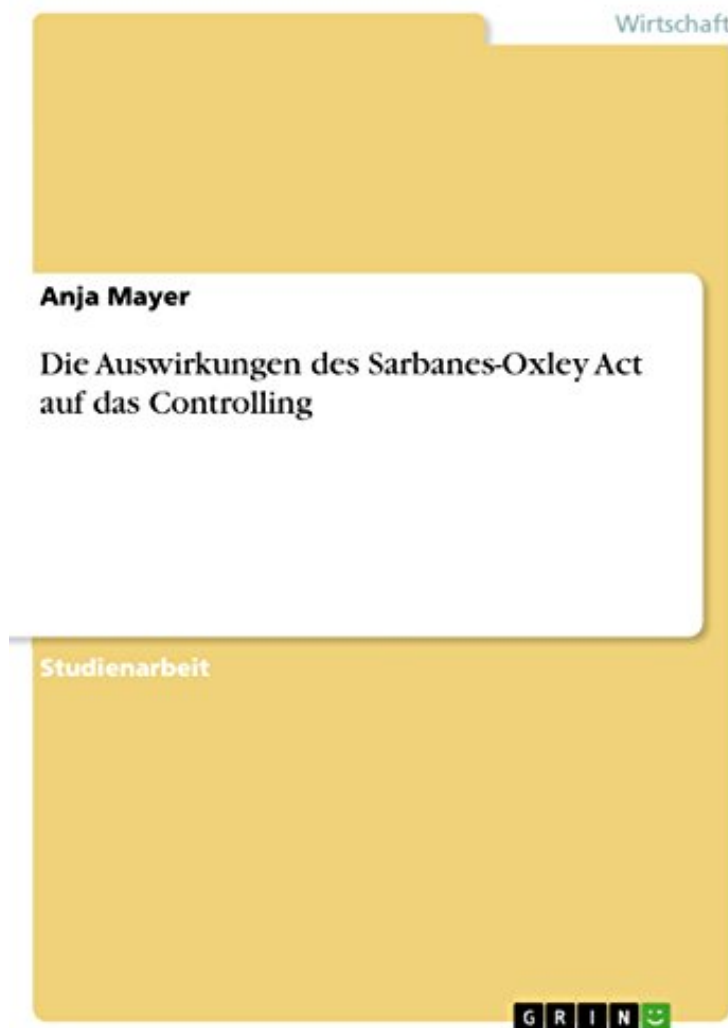 Wirtschaft
Anja Mayer
Die Auswirkungen des Sarbanes-Oxley Act
auf das Controlling
Studienarbeit
GRIN